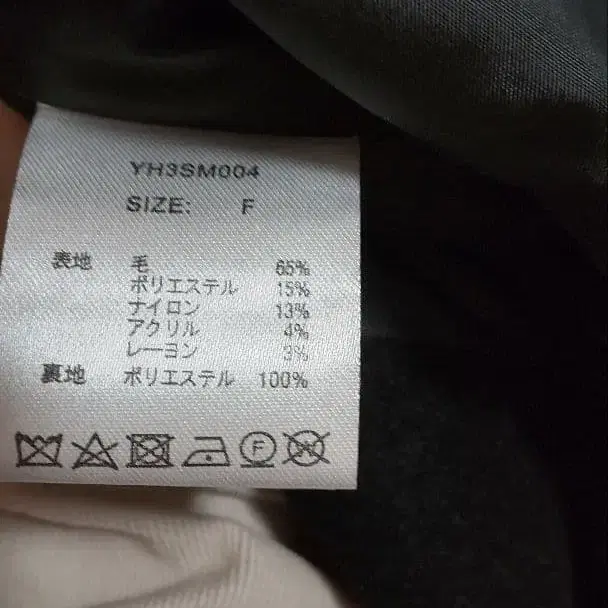 YH3SM004
SIZE: F
表地 毛 65%
ポリエステル 15%
ナイロン 13%
アクリル 4%
レーヨン 3%
裏地 ポリエステル 100%
F W